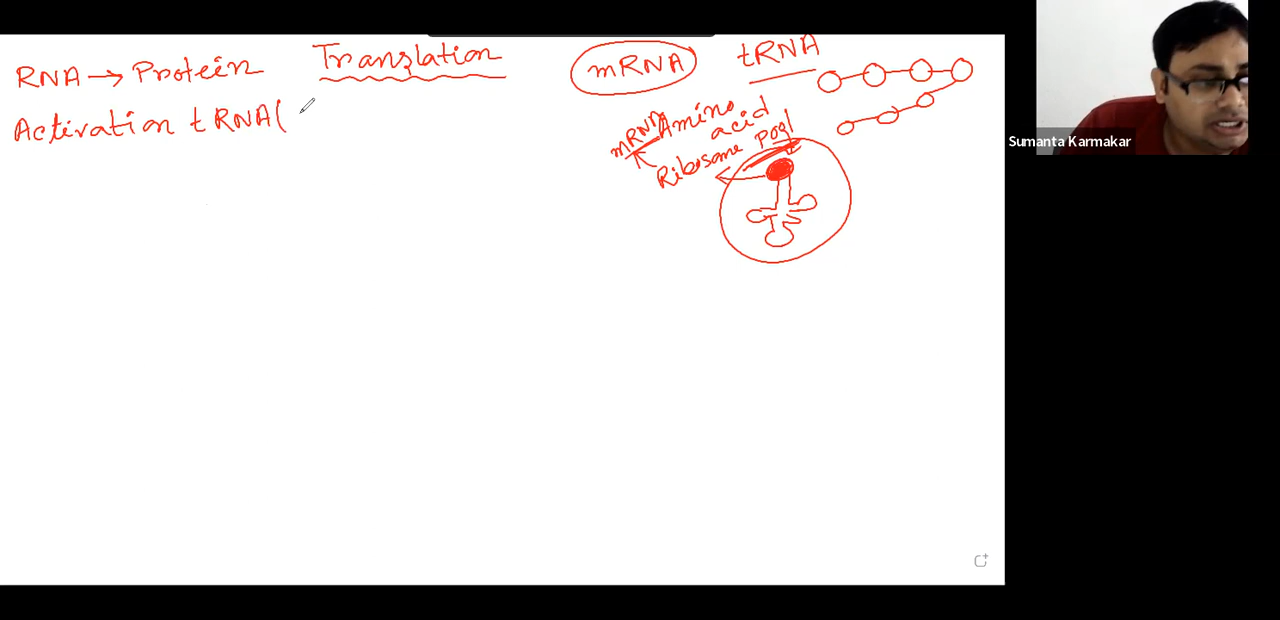 RNA → Protein
Translation
mRNA
tRNA
Activation tRNA(
mRNA
Amino acid
Ribosome
Pool
Sumanta Karmakar